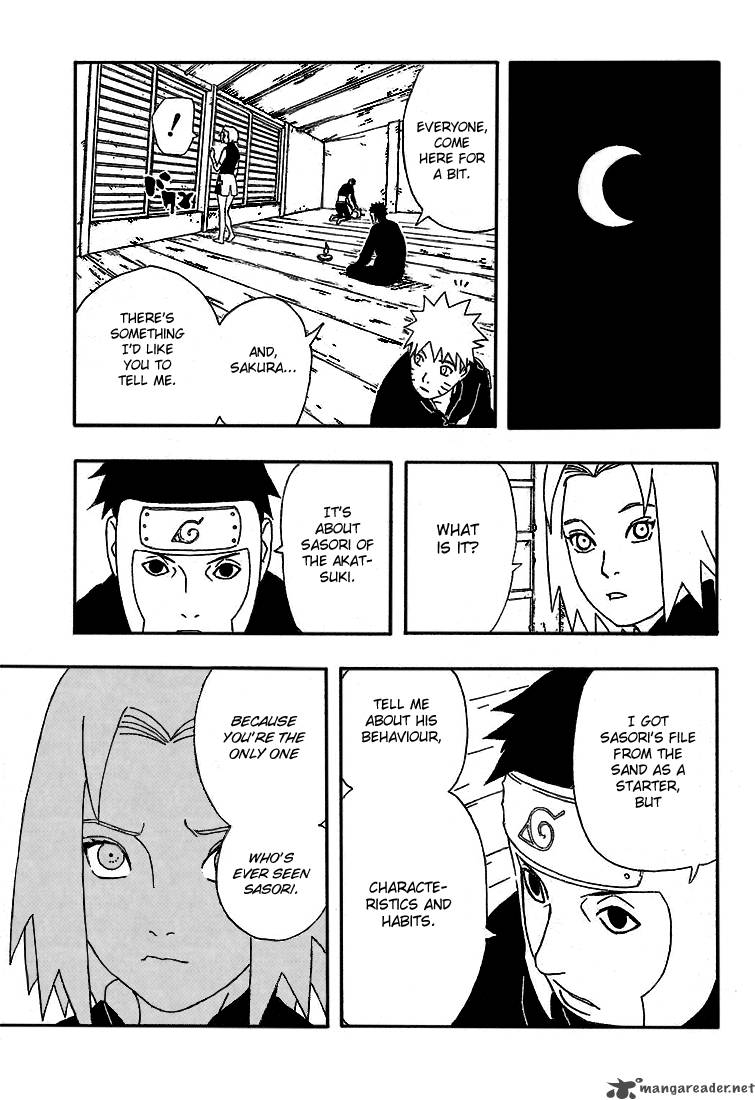 EVERYONE,
COME
HERE FOR
A BIT.
!
AND,
SAKURA...
THERE'S
SOMETHING
I'D LIKE
YOU TO
TELL ME.
WHAT
IS IT?
IT'S
ABOUT
SASORI OF
THE AKAT-
SUKI.
I GOT
SASORI'S FILE
FROM THE
SAND AS A
STARTER,
BUT
TELL ME
ABOUT HIS
BEHAVIOUR,
CHARACTE-
RISTICS AND
HABITS.
BECAUSE
YOU'RE THE
ONLY ONE
WHO'S
EVER SEEN
SASORI.
mangareader.net